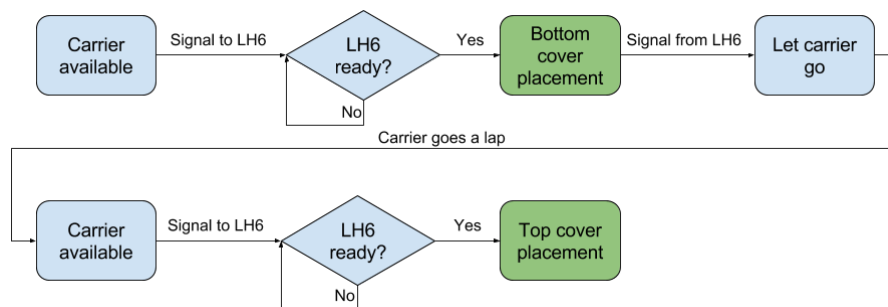 Carrier
available
Signal to LH6
LH6
ready?
Yes
No
Bottom
cover
placement
Signal from LH6
Let carrier
go
Carrier goes a lap
Carrier
available
Signal to LH6
LH6
ready?
Yes
No
Top cover
placement